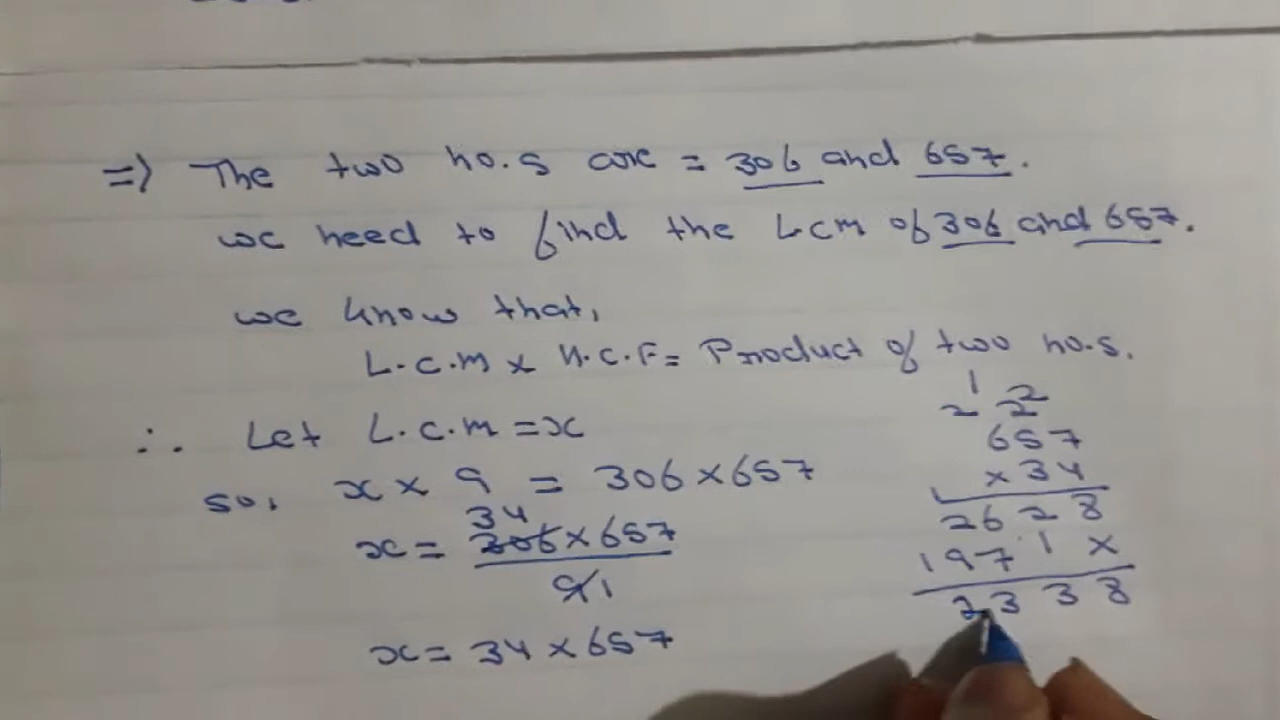 => The two no.s are = 306 and 657.
we need to find the LCM of 306 and 657.
we know that,
L.C.M x H.C.F = Product of two no.s.
∴ Let L.C.M = x
so, x × 9 = 306 × 657
34
x = 306 × 657
9 1
x = 34 × 657
1
2 2 2
657
× 34
2628
1971 ×
2338